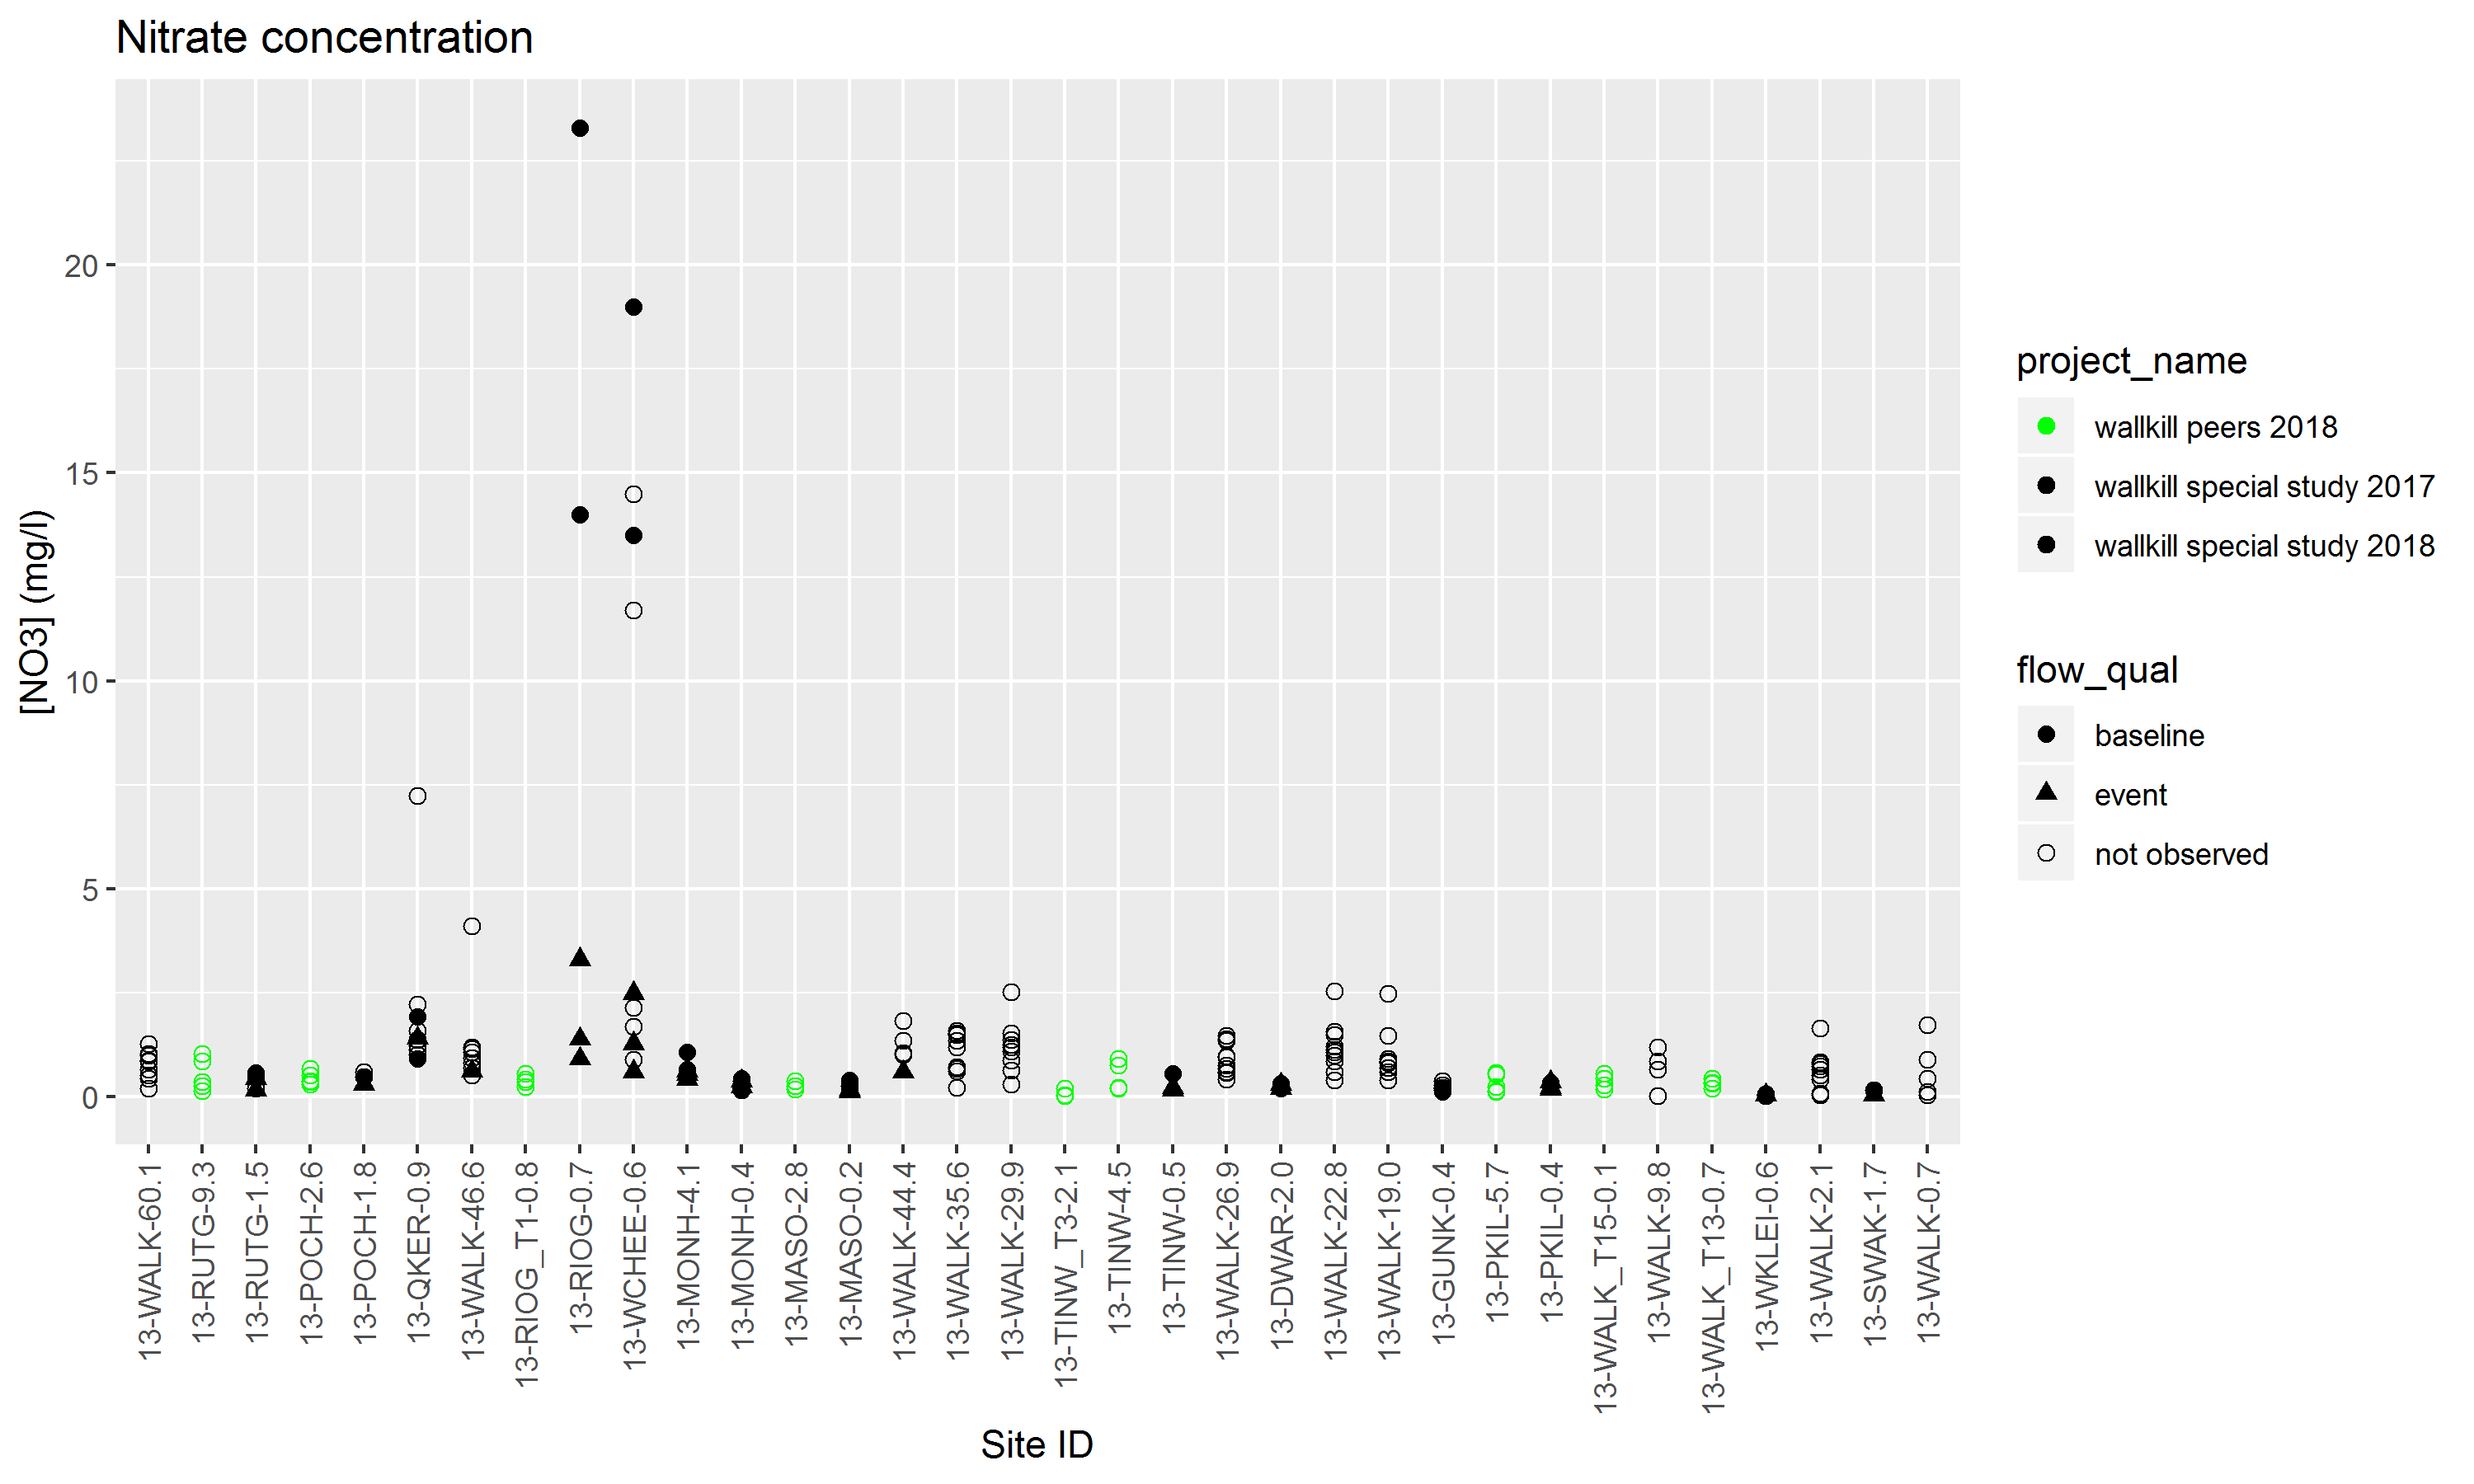 Nitrate concentration
20
15
10
5
0
[NO3] (mg/l)
13-WALK-60.1
13-RUTG-9.3
13-RUTG-1.5
13-POCH-2.6
13-POCH-1.8
13-QKER-0.9
13-WALK-46.6
13-RIOG_T1-0.8
13-RIOG-0.7
13-WCHEE-0.6
13-MONH-4.1
13-MONH-0.4
13-MASO-2.8
13-MASO-0.2
13-WALK-44.4
13-WALK-35.6
13-WALK-29.9
13-TINW_T3-2.1
13-TINW-4.5
13-TINW-0.5
13-WALK-26.9
13-DWAR-2.0
13-WALK-22.8
13-WALK-19.0
13-GUNK-0.4
13-PKIL-5.7
13-PKIL-0.4
13-WALK_T15-0.1
13-WALK-9.8
13-WALK_T13-0.7
13-WKLEI-0.6
13-WALK-2.1
13-SWAK-1.7
13-WALK-0.7
Site ID
project_name
wallkill peers 2018
wallkill special study 2017
wallkill special study 2018
flow_qual
baseline
event
not observed